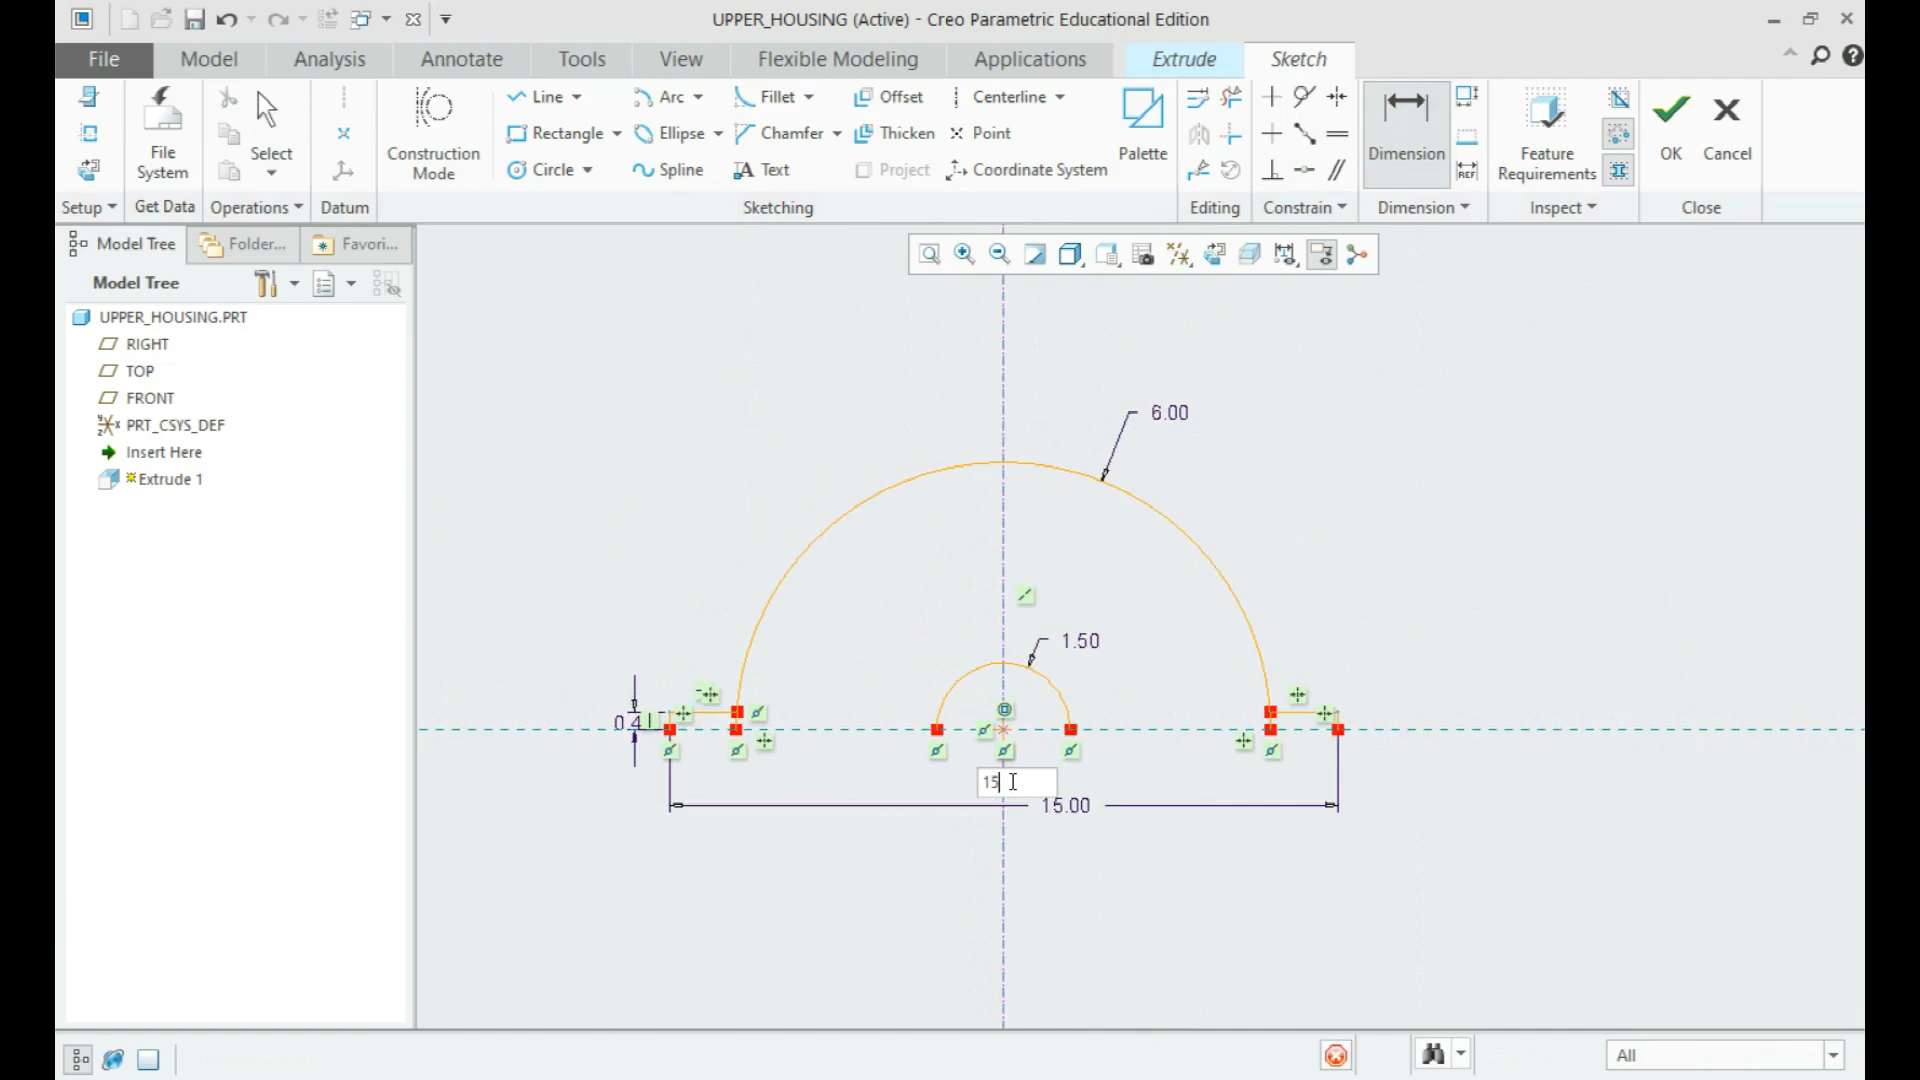 UPPER_HOUSING (Active) - Creo Parametric Educational Edition
File Model Analysis Annotate Tools View Flexible Modeling Applications Extrude Sketch
Line Arc Fillet Offset Centerline
Rectangle Ellipse Chamfer Thicken Point
Circle Spline Text Project Coordinate System
File System
Select
Construction Mode
Palette
Dimension
REF
Feature Requirements
OK
Cancel
Setup Get Data Operations Datum Sketching Editing Constrain Dimension Inspect Close
Model Tree Folder... Favori...
Model Tree
UPPER_HOUSING.PRT
RIGHT
TOP
FRONT
PRT_CSYS_DEF
Insert Here
Extrude 1
6.00
1.50
0.4
15
15.00
All